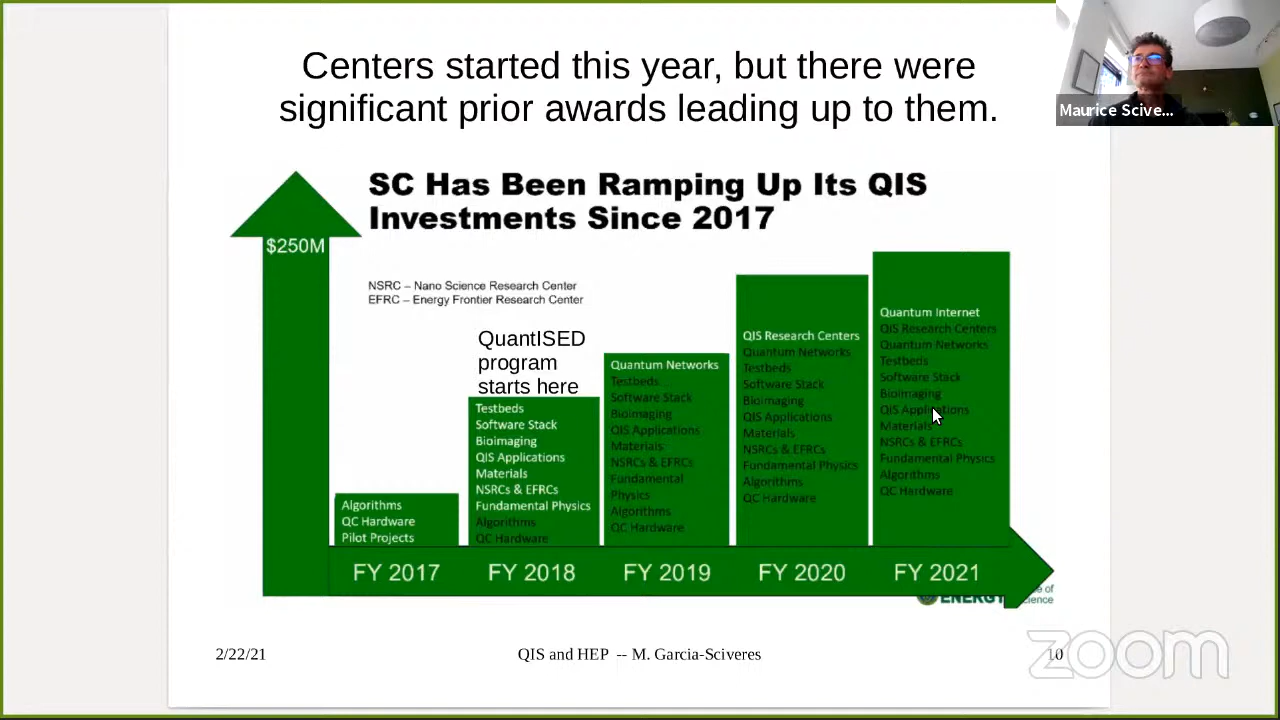 Centers started this year, but there were
significant prior awards leading up to them.
Maurice Scive...
SC Has Been Ramping Up Its QIS
Investments Since 2017
$250M
NSRC – Nano Science Research Center
EFRC – Energy Frontier Research Center
QuantISED
program
starts here
Algorithms
QC Hardware
Pilot Projects
Testbeds
Software Stack
Bioimaging
QIS Applications
Materials
NSRCs & EFRCs
Fundamental Physics
Algorithms
QC Hardware
Quantum Networks
Testbeds
Software Stack
Bioimaging
QIS Applications
Materials
NSRCs & EFRCs
Fundamental
Physics
Algorithms
QC Hardware
QIS Research Centers
Quantum Networks
Testbeds
Software Stack
Bioimaging
QIS Applications
Materials
NSRCs & EFRCs
Fundamental Physics
Algorithms
QC Hardware
Quantum Internet
QIS Research Centers
Quantum Networks
Testbeds
Software Stack
Bioimaging
QIS Applications
Materials
NSRCs & EFRCs
Fundamental Physics
Algorithms
QC Hardware
FY 2017
FY 2018
FY 2019
FY 2020
FY 2021
ENERGY
2/22/21
QIS and HEP -- M. Garcia-Sciveres
10
zoom